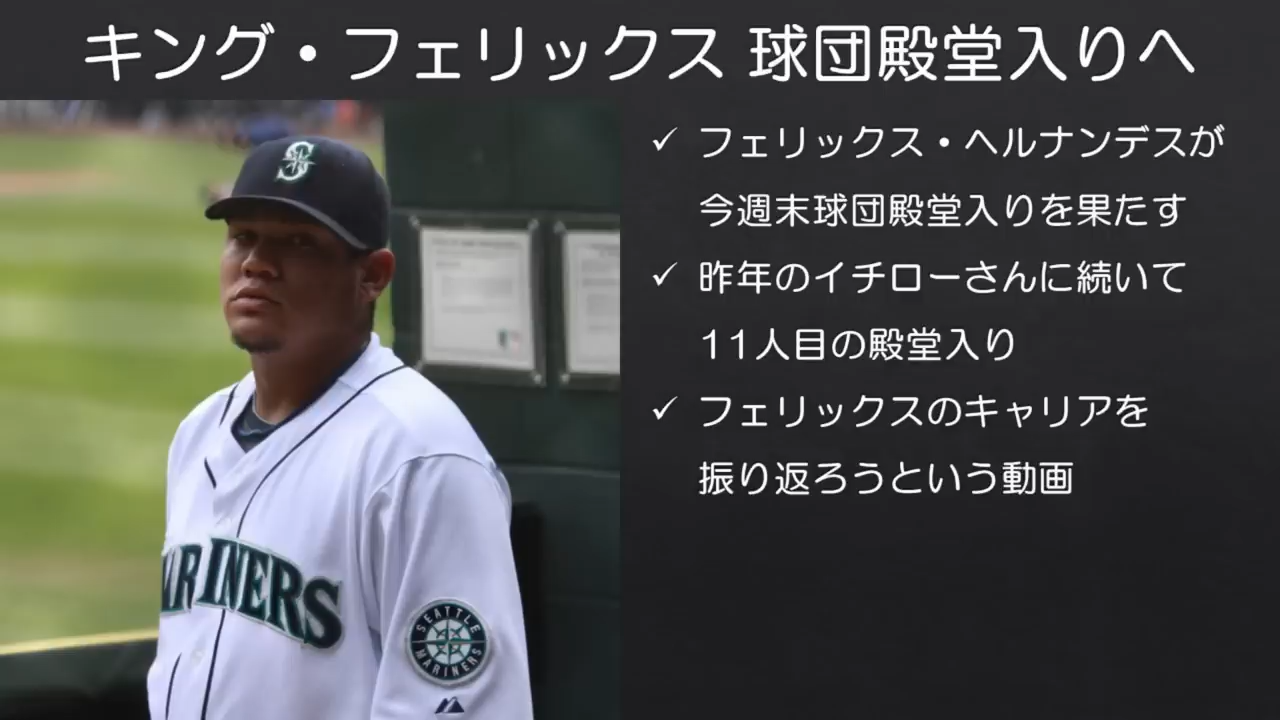 キング・フェリックス 球団殿堂入りへ
✓ フェリックス・ヘルナンデスが
今週末球団殿堂入りを果たす
✓ 昨年のイチローさんに続いて
11人目の殿堂入り
✓ フェリックスのキャリアを
振り返ろうという動画
S
MARINERS
SEATTLE
MARINERS